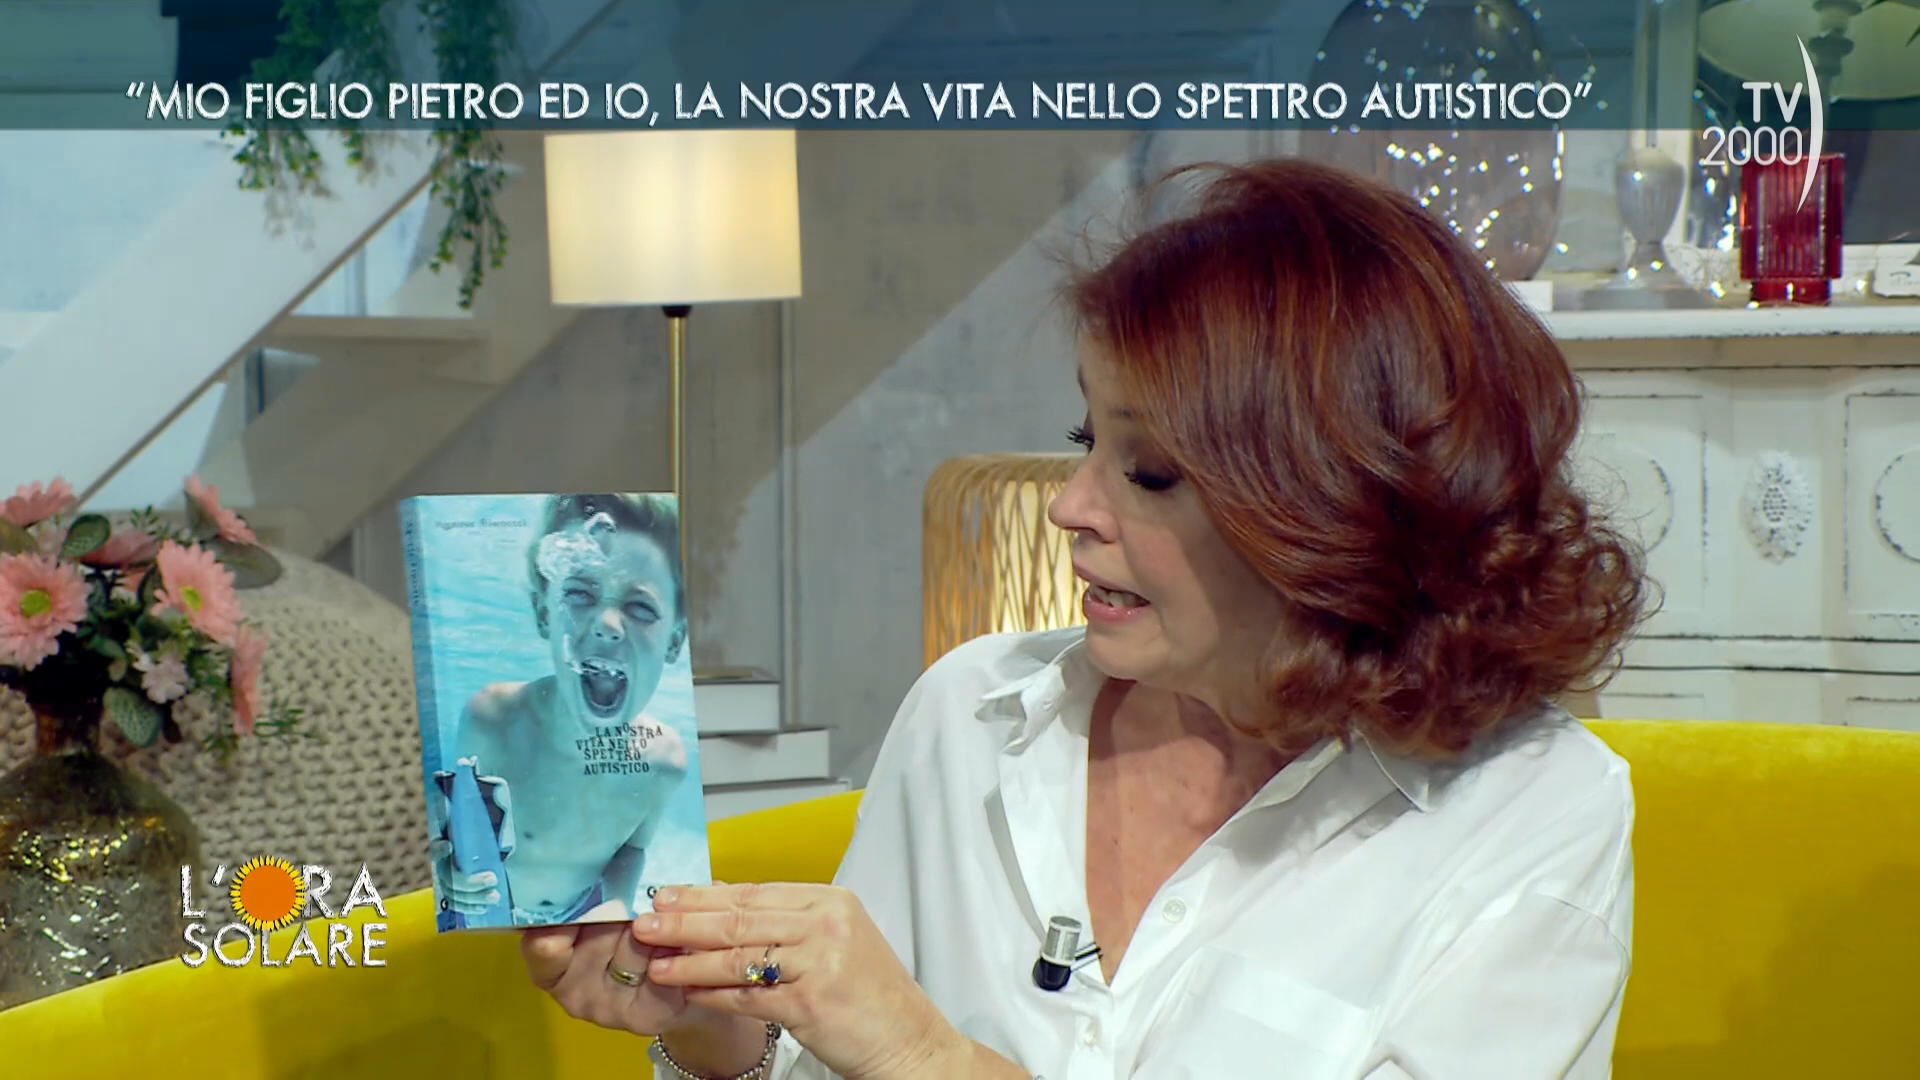 “MIO FIGLIO PIETRO ED IO, LA NOSTRA VITA NELLO SPETTRO AUTISTICO”
TV
2000
LA NOSTRA
VITA NELLO
SPETTRO
AUTISTICO
L'ORA
SOLARE